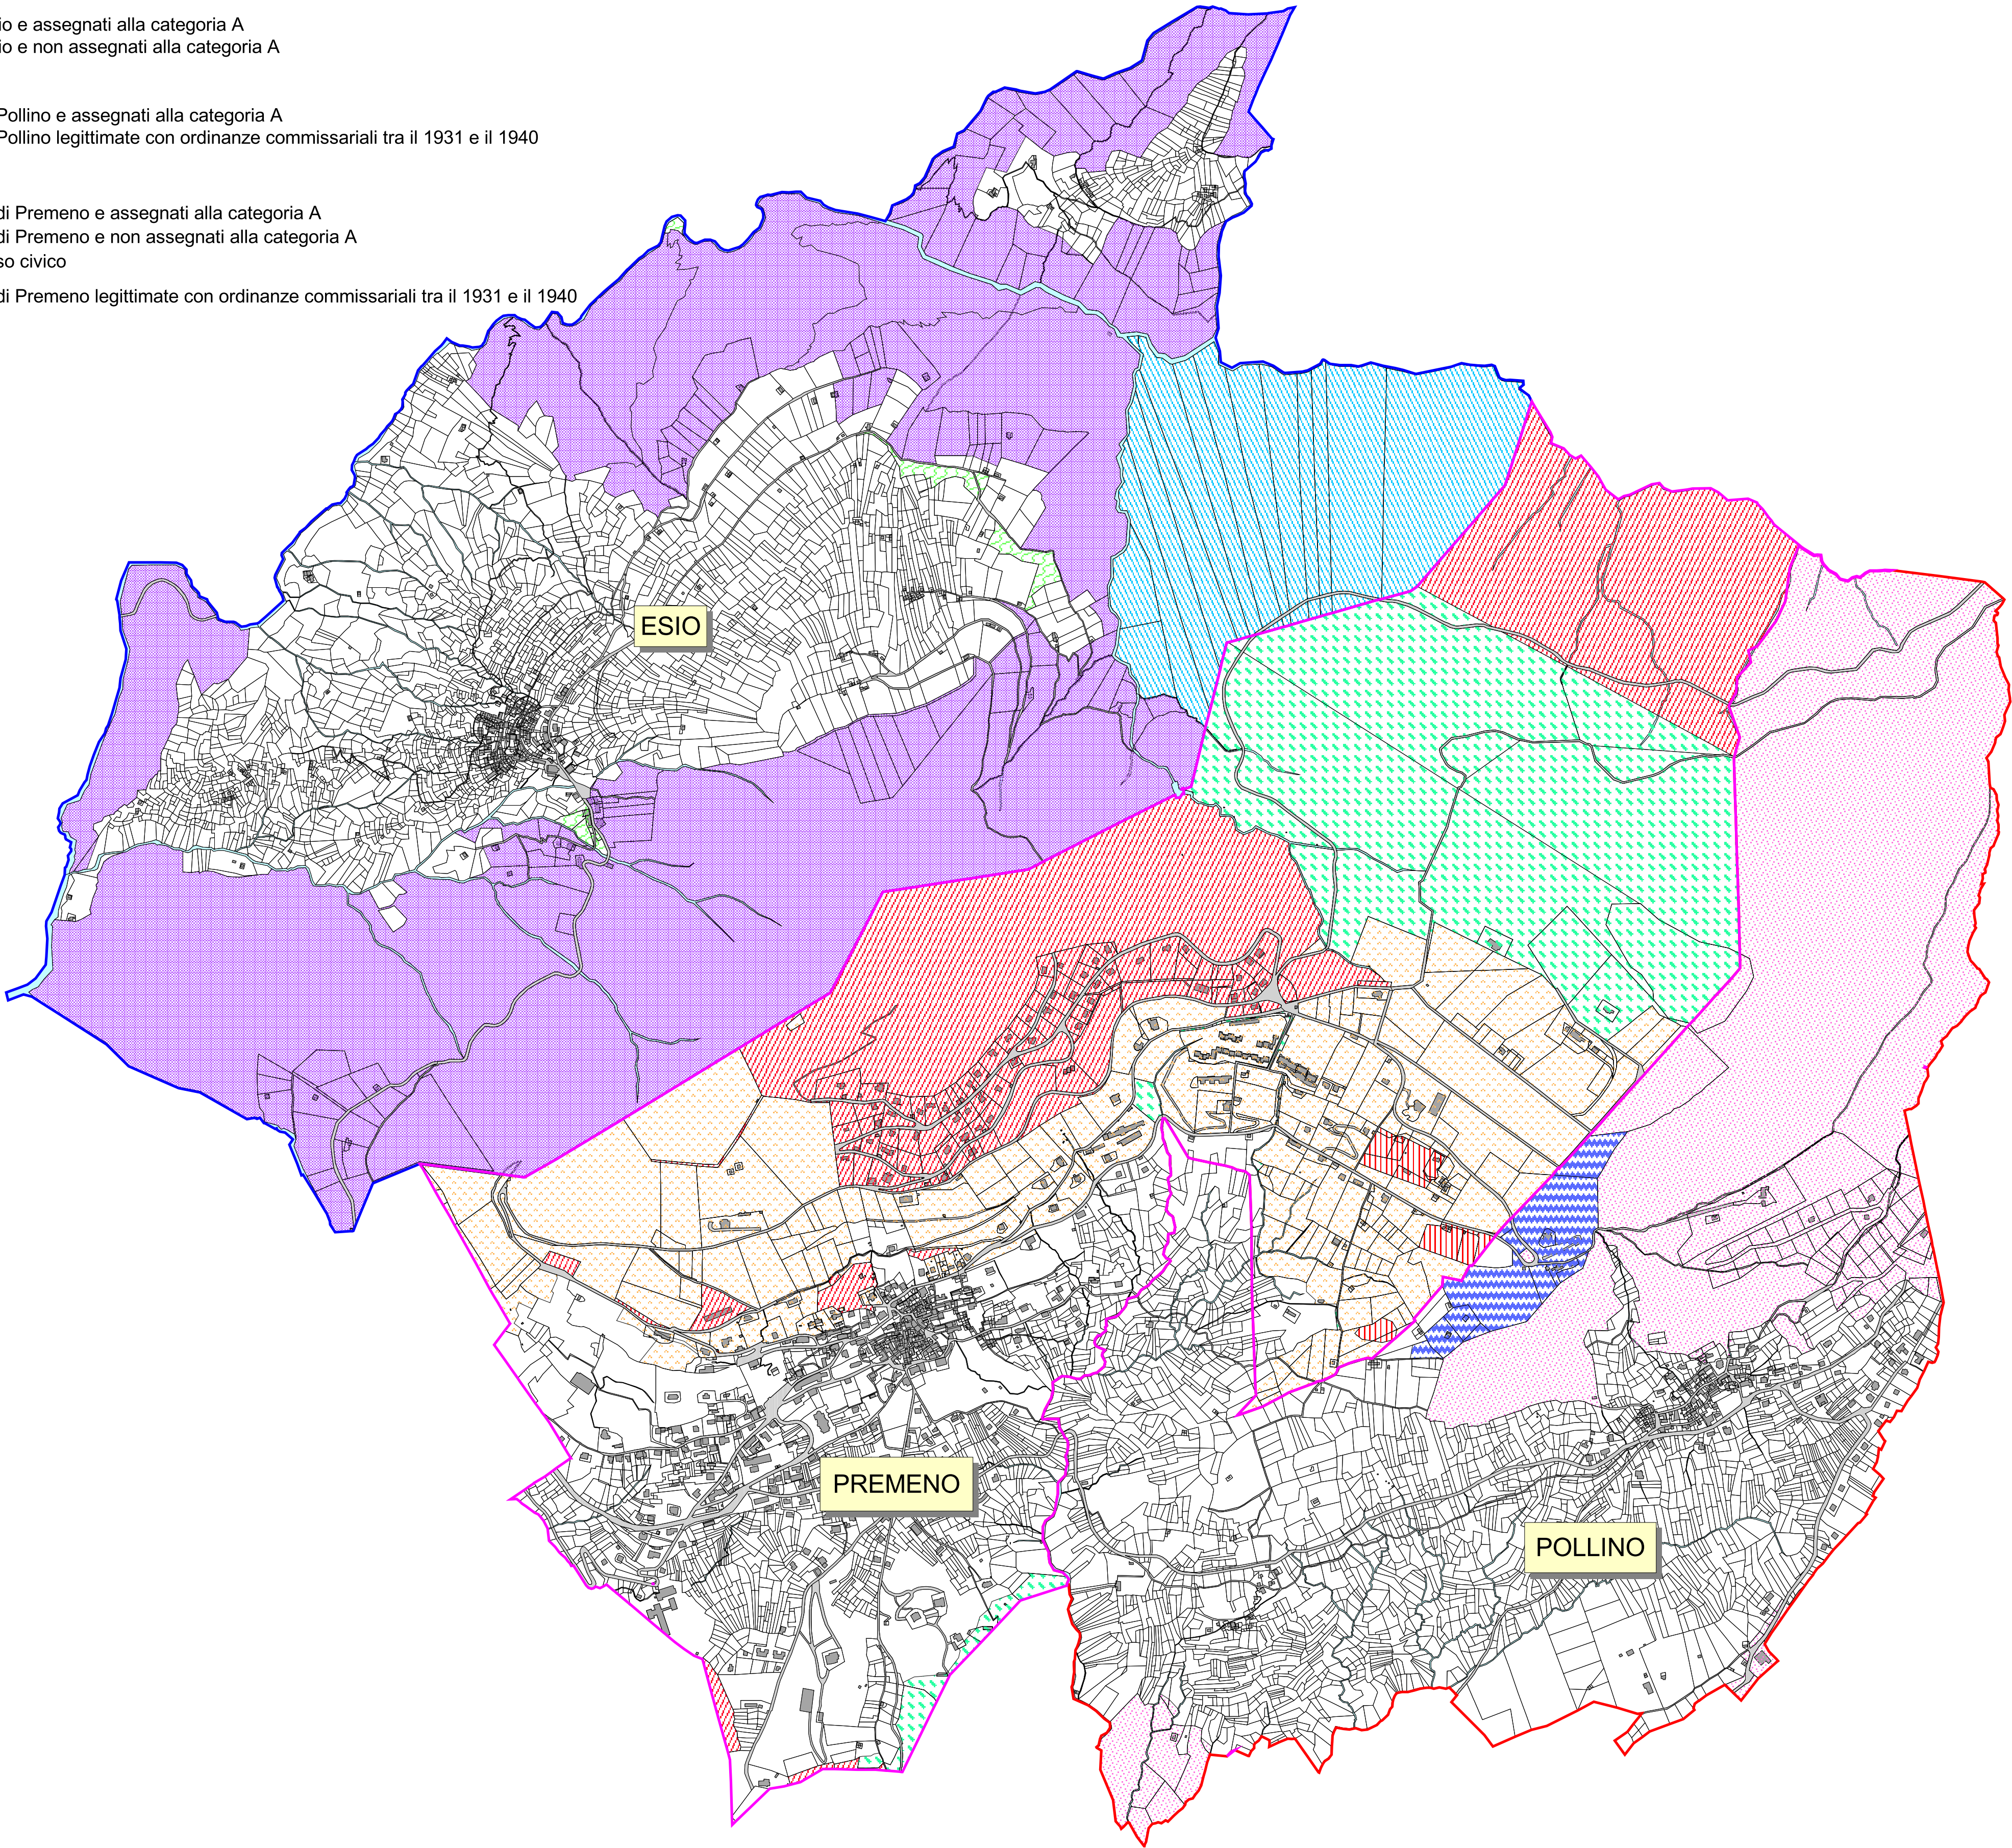 io e assegnati alla categoria A
io e non assegnati alla categoria A
Pollino e assegnati alla categoria A
Pollino legittimate con ordinanze commissariali tra il 1931 e il 1940
di Premeno e assegnati alla categoria A
di Premeno e non assegnati alla categoria A
so civico
di Premeno legittimate con ordinanze commissariali tra il 1931 e il 1940
ESIO
PREMENO
POLLINO